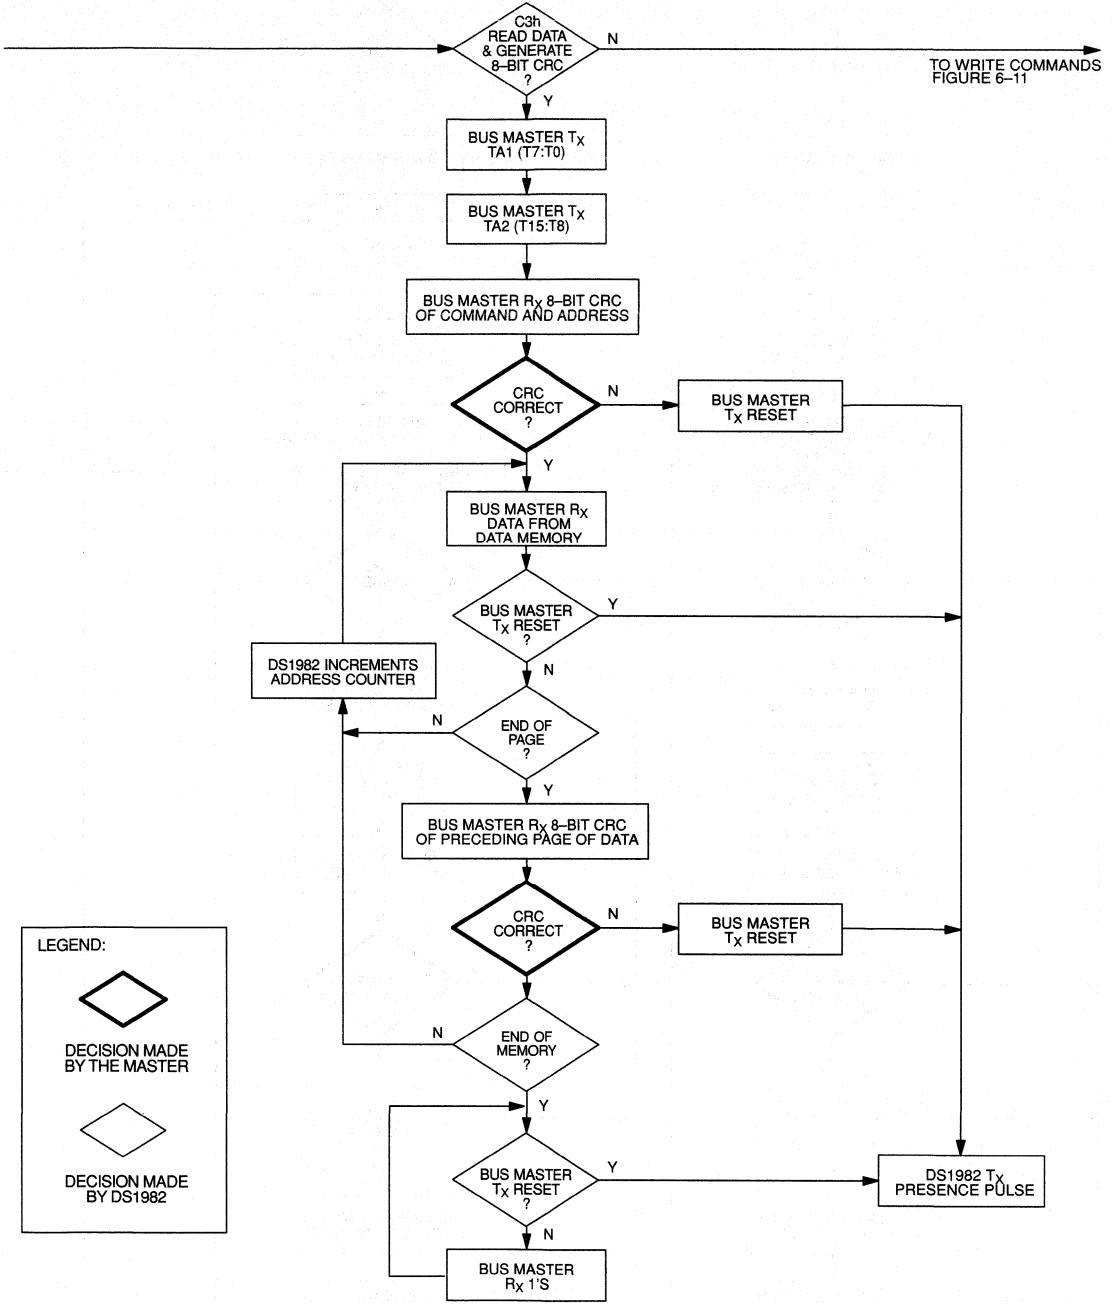 C3h
READ DATA
& GENERATE
8–BIT CRC
?
N
TO WRITE COMMANDS
FIGURE 6–11
Y
BUS MASTER TX
TA1 (T7:T0)
BUS MASTER TX
TA2 (T15:T8)
BUS MASTER RX 8–BIT CRC
OF COMMAND AND ADDRESS
CRC
CORRECT
?
N
BUS MASTER
TX RESET
Y
BUS MASTER RX
DATA FROM
DATA MEMORY
BUS MASTER
TX RESET
?
Y
N
DS1982 INCREMENTS
ADDRESS COUNTER
END OF
PAGE
?
N
Y
BUS MASTER RX 8–BIT CRC
OF PRECEDING PAGE OF DATA
CRC
CORRECT
?
N
BUS MASTER
TX RESET
END OF
MEMORY
?
N
Y
BUS MASTER
TX RESET
?
Y
DS1982 TX
PRESENCE PULSE
N
BUS MASTER
RX 1'S
LEGEND:
DECISION MADE
BY THE MASTER
DECISION MADE
BY DS1982